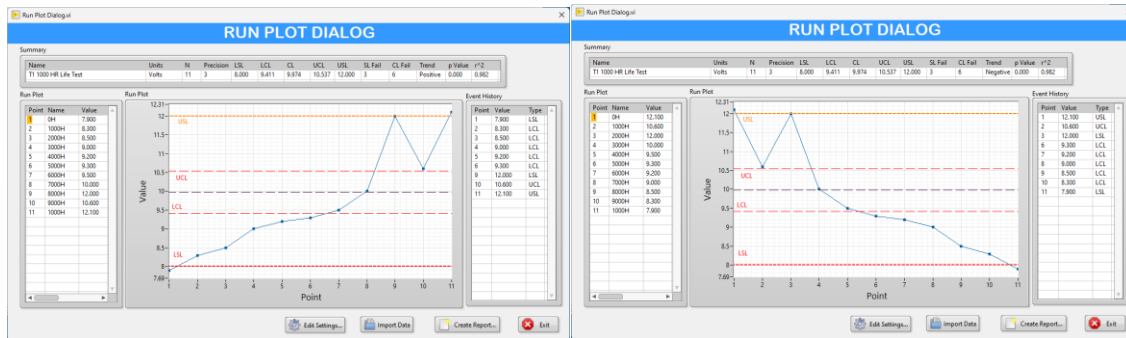 Run Plot Dialog.vi
RUN PLOT DIALOG
Summary
Name Units N Precision LSL LCL CL UCL USL SL Fail CL Fail Trend p Value r^2
T1 1000 HR Life Test Volts 11 3 8.000 9.411 9.974 10.537 12.000 3 6 Positive 0.000 0.982
Run Plot
Point Name Value
1 0H 7.900
2 1000H 8.300
3 2000H 8.500
4 3000H 9.000
5 4000H 9.200
6 5000H 9.300
7 6000H 9.500
8 7000H 10.000
9 8000H 12.000
10 9000H 10.600
11 1000H 12.100
Run Plot
12.31
12
11.5
11
10.5
10
9.5
9
8.5
8
7.69
Value
USL
UCL
LCL
LSL
1 2 3 4 5 6 7 8 9 10 11
Point
Event History
Point Value Type
1 7.900 LSL
2 8.300 LCL
3 8.500 LCL
4 9.000 LCL
5 9.200 LCL
6 9.300 LCL
9 12.000 USL
10 10.600 UCL
11 12.100 USL
Edit Settings... Import Data Create Report... Exit
Run Plot Dialog.vi
RUN PLOT DIALOG
Summary
Name Units N Precision LSL LCL CL UCL USL SL Fail CL Fail Trend p Value r^2
T1 1000 HR Life Test Volts 11 3 8.000 9.411 9.974 10.537 12.000 3 6 Negative 0.000 0.982
Run Plot
Point Name Value
1 0H 12.100
2 1000H 10.600
3 2000H 12.000
4 3000H 10.000
5 4000H 9.500
6 5000H 9.300
7 6000H 9.200
8 7000H 9.000
9 8000H 8.500
10 9000H 8.300
11 1000H 7.900
Run Plot
12.31
12
11.5
11
10.5
10
9.5
9
8.5
8
7.69
Value
USL
UCL
LCL
LSL
1 2 3 4 5 6 7 8 9 10 11
Point
Event History
Point Value Type
1 12.100 USL
2 10.600 UCL
3 12.000 LSL
6 9.300 LCL
7 9.200 LCL
8 9.000 LCL
9 8.500 LCL
10 8.300 LCL
11 7.900 LSL
Edit Settings... Import Data Create Report... Exit